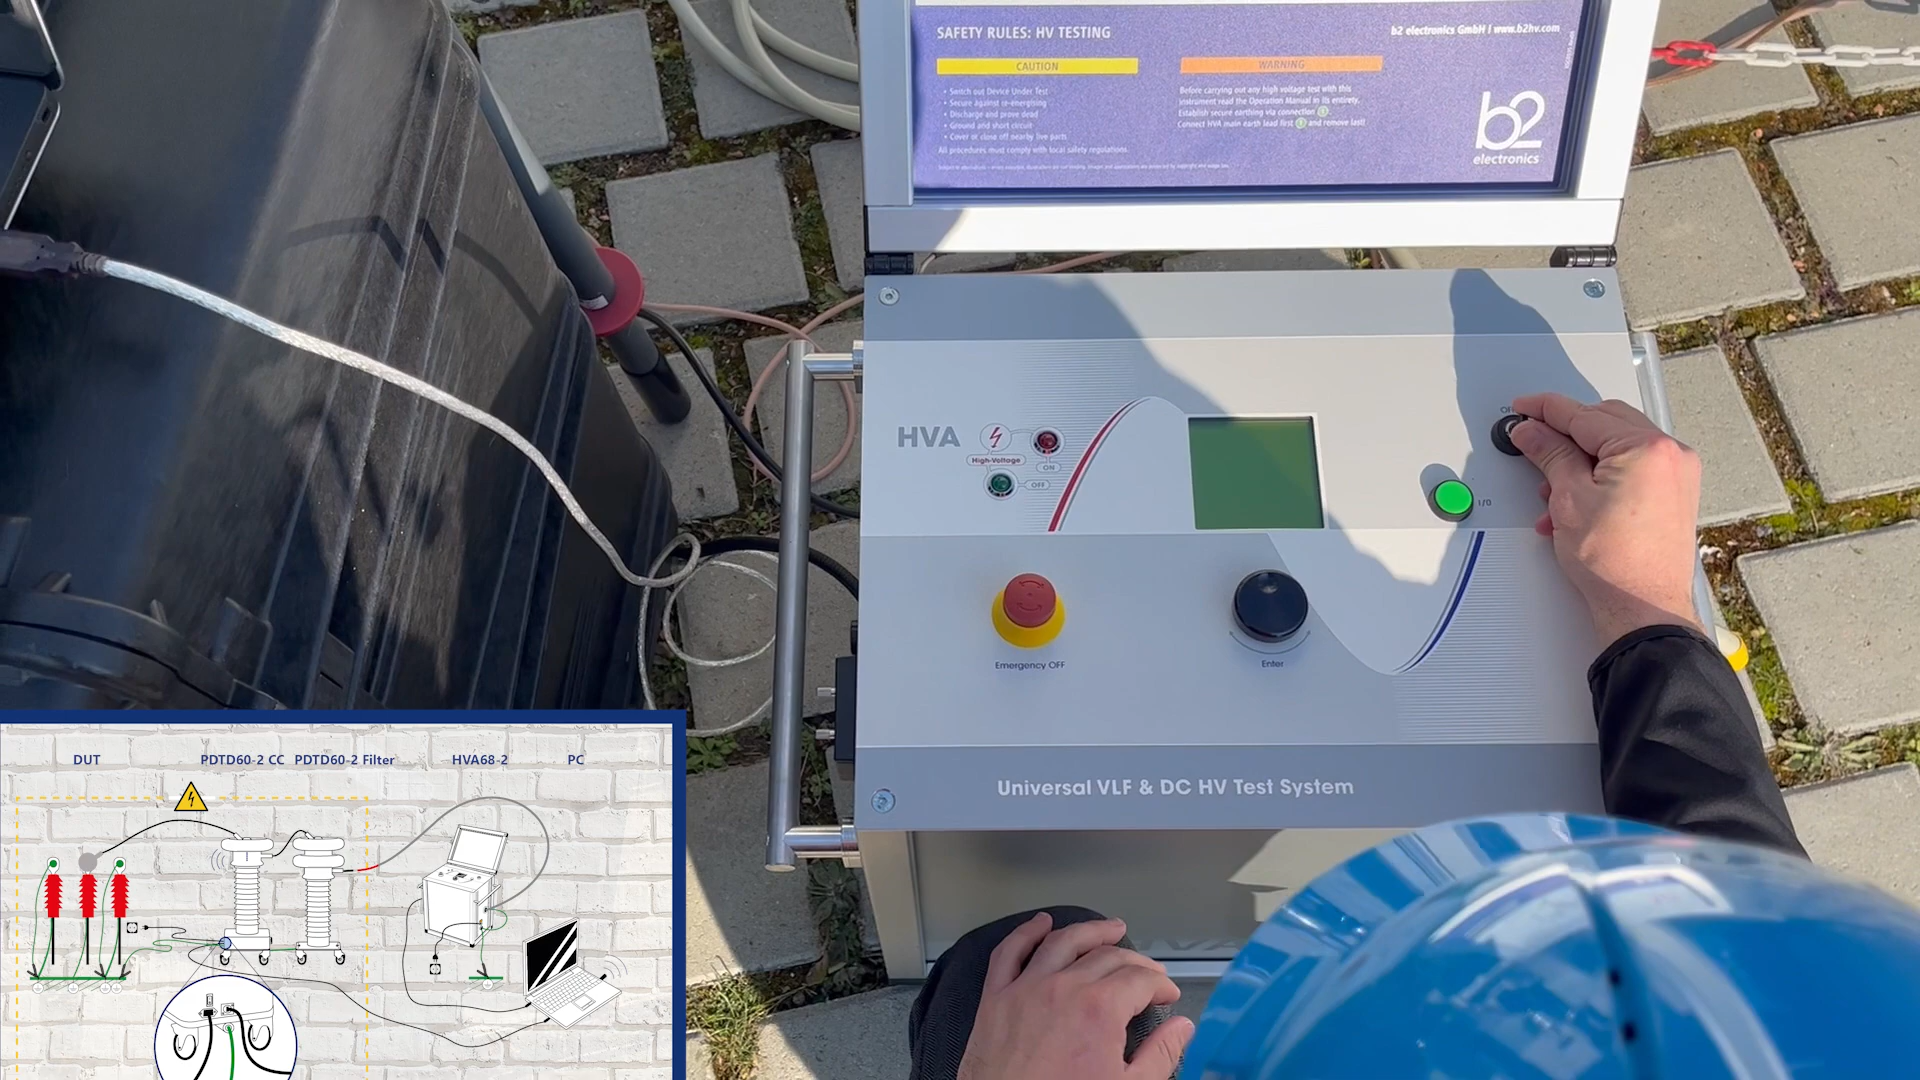 SAFETY RULES: HV TESTING
b2 electronics GmbH | www.b2hv.com
CAUTION
WARNING
• Switch out Device Under Test
• Secure against re-energising
• Discharge and prove dead
• Ground and short circuit
• Cover or close off nearby live parts
All procedures must comply with local safety regulations.
Before carrying out any high voltage test with this
instrument read the Operation Manual in its entirety.
Establish secure earthing via connection
Connect HVA main earth lead first and remove last!
b2
electronics
HVA
High-Voltage
ON
OFF
I/O
Emergency OFF
Enter
Universal VLF & DC HV Test System
DUT
PDTD60-2 CC
PDTD60-2 Filter
HVA68-2
PC